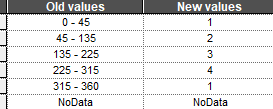 Old values New values
0 - 45 1
45 - 135 2
135 - 225 3
225 - 315 4
315 - 360 1
NoData NoData